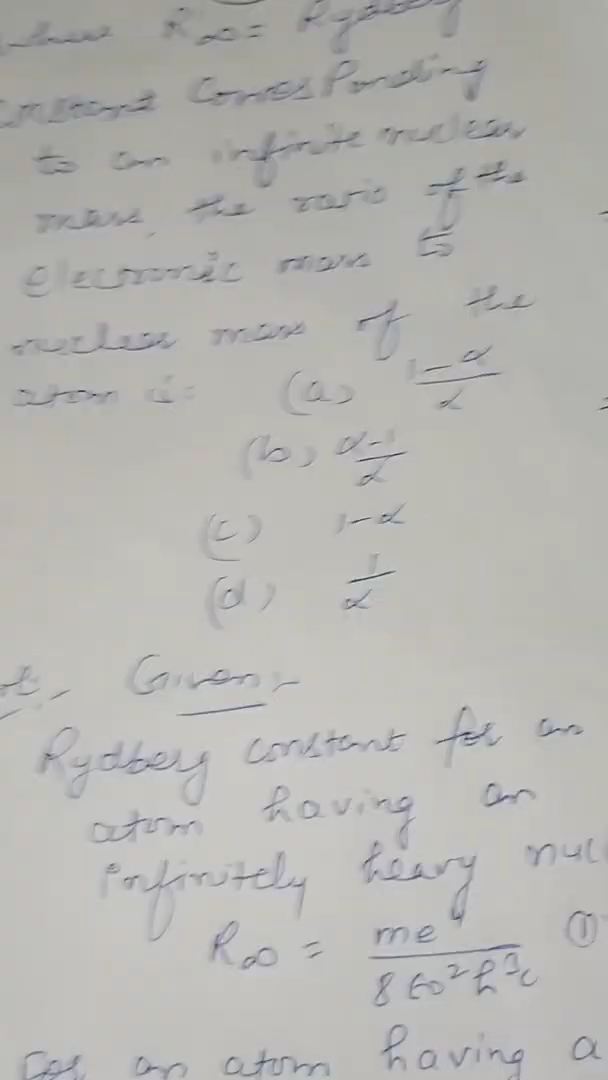 where R∞ = Rydberg
constant corresponding
to an infinite nuclear
mass, the ratio of the
electronic mass to
nuclear mass of the
atom is: (a) 1-α/α
(b) α-1/α
(c) 1-α
(d) 1/α
Given:-
Rydberg constant for an
atom having an
infinitely heavy nucl
R∞ = me⁴/8ε₀²h³c (1)
For an atom having a